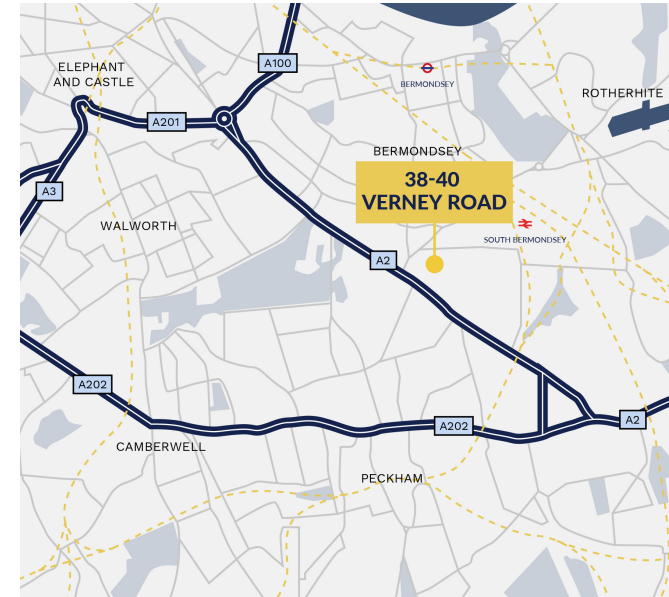 ELEPHANT
AND CASTLE
A100
BERMONDSEY
ROTHERHITE
A201
BERMONDSEY
38-40
VERNEY ROAD
A3
WALWORTH
SOUTH BERMONDSEY
A2
A202
A2
A202
CAMBERWELL
PECKHAM